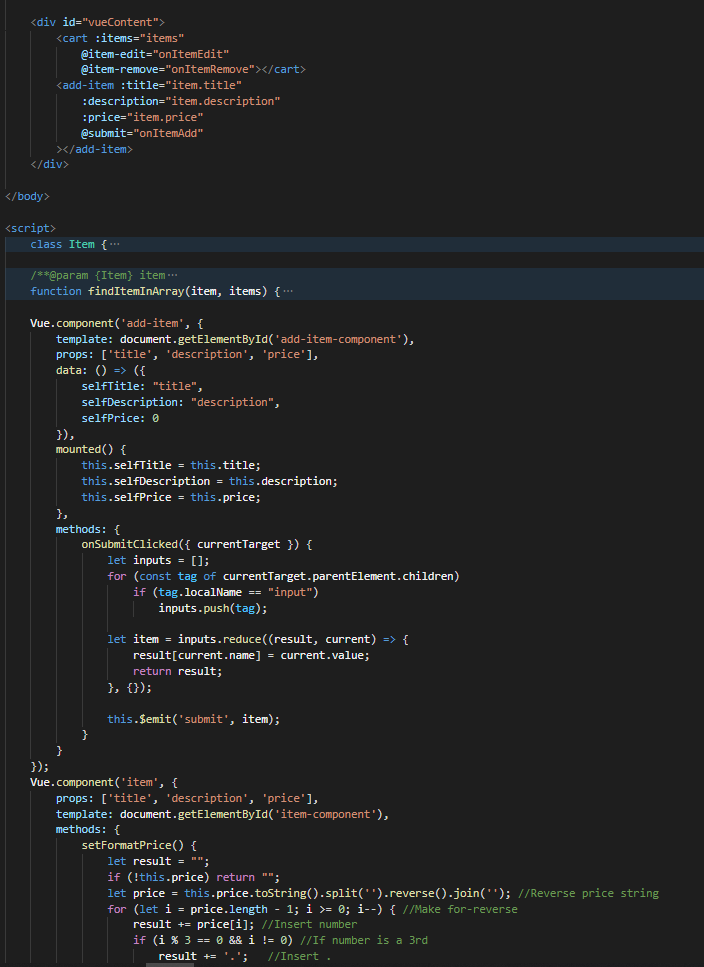 <div id="vueContent">
<cart :items="items"
@item-edit="onItemEdit"
@item-remove="onItemRemove"></cart>
<add-item :title="item.title"
:description="item.description"
:price="item.price"
@submit="onItemAdd"
></add-item>
</div>
</body>
<script>
class Item {…
/**@param {Item} item…
function findItemInArray(item, items) {…
Vue.component('add-item', {
template: document.getElementById('add-item-component'),
props: ['title', 'description', 'price'],
data: () => ({
selfTitle: "title",
selfDescription: "description",
selfPrice: 0
}),
mounted() {
this.selfTitle = this.title;
this.selfDescription = this.description;
this.selfPrice = this.price;
},
methods: {
onSubmitClicked({ currentTarget }) {
let inputs = [];
for (const tag of currentTarget.parentElement.children)
if (tag.localName == "input")
inputs.push(tag);
let item = inputs.reduce((result, current) => {
result[current.name] = current.value;
return result;
}, {});
this.$emit('submit', item);
}
}
});
Vue.component('item', {
props: ['title', 'description', 'price'],
template: document.getElementById('item-component'),
methods: {
setFormatPrice() {
let result = "";
if (!this.price) return "";
let price = this.price.toString().split('').reverse().join(''); //Reverse price string
for (let i = price.length - 1; i >= 0; i--) { //Make for-reverse
result += price[i]; //Insert number
if (i % 3 == 0 && i != 0) //If number is a 3rd
result += '.'; //Insert .